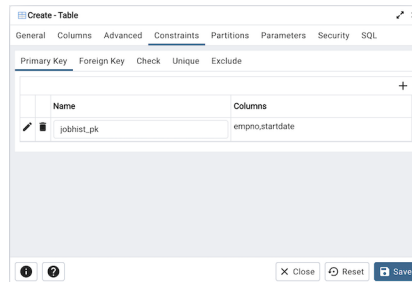 Create - Table
General Columns Advanced Constraints Partitions Parameters Security SQL
Primary Key Foreign Key Check Unique Exclude
Name Columns
jobhist_pk empno,startdate
Close Reset Save